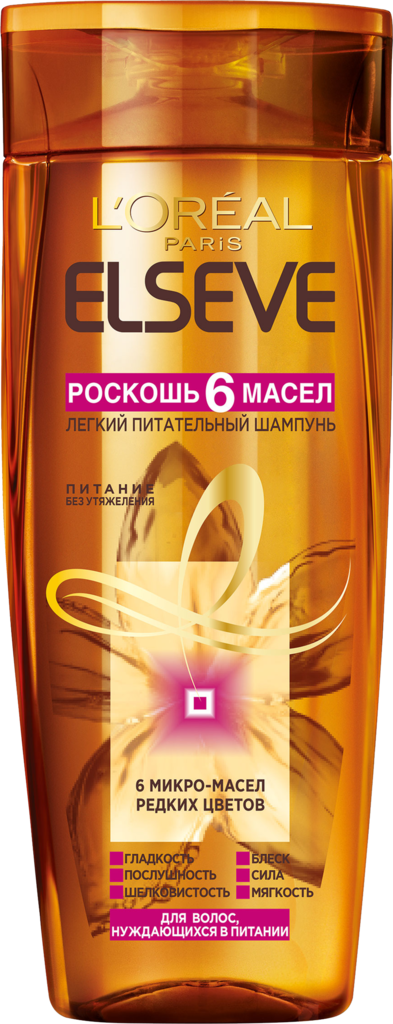 L'ORÉAL
PARiS
ELSEVE
РОСКОШЬ 6 МАСЕЛ
ЛЕГКИЙ ПИТАТЕЛЬНЫЙ ШАМПУНЬ
ПИТАНИЕ
БЕЗ УТЯЖЕЛЕНИЯ
6 МИКРО-МАСЕЛ
РЕДКИХ ЦВЕТОВ
ГЛАДКОСТЬ БЛЕСК
ПОСЛУШНОСТЬ СИЛА
ШЕЛКОВИСТОСТЬ МЯГКОСТЬ
ДЛЯ ВОЛОС,
НУЖДАЮЩИХСЯ В ПИТАНИИ